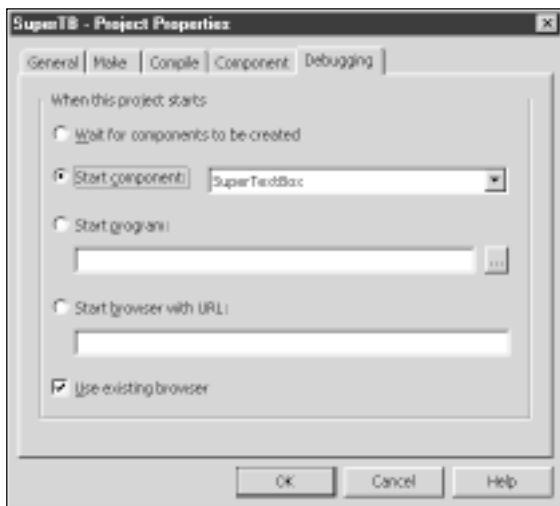 SuperTB - Project Properties
General Make Compile Component Debugging
When this project starts
Wait for components to be created
Start component: SuperTextBox
Start program:
...
Start browser with URL:
Use existing browser
OK Cancel Help